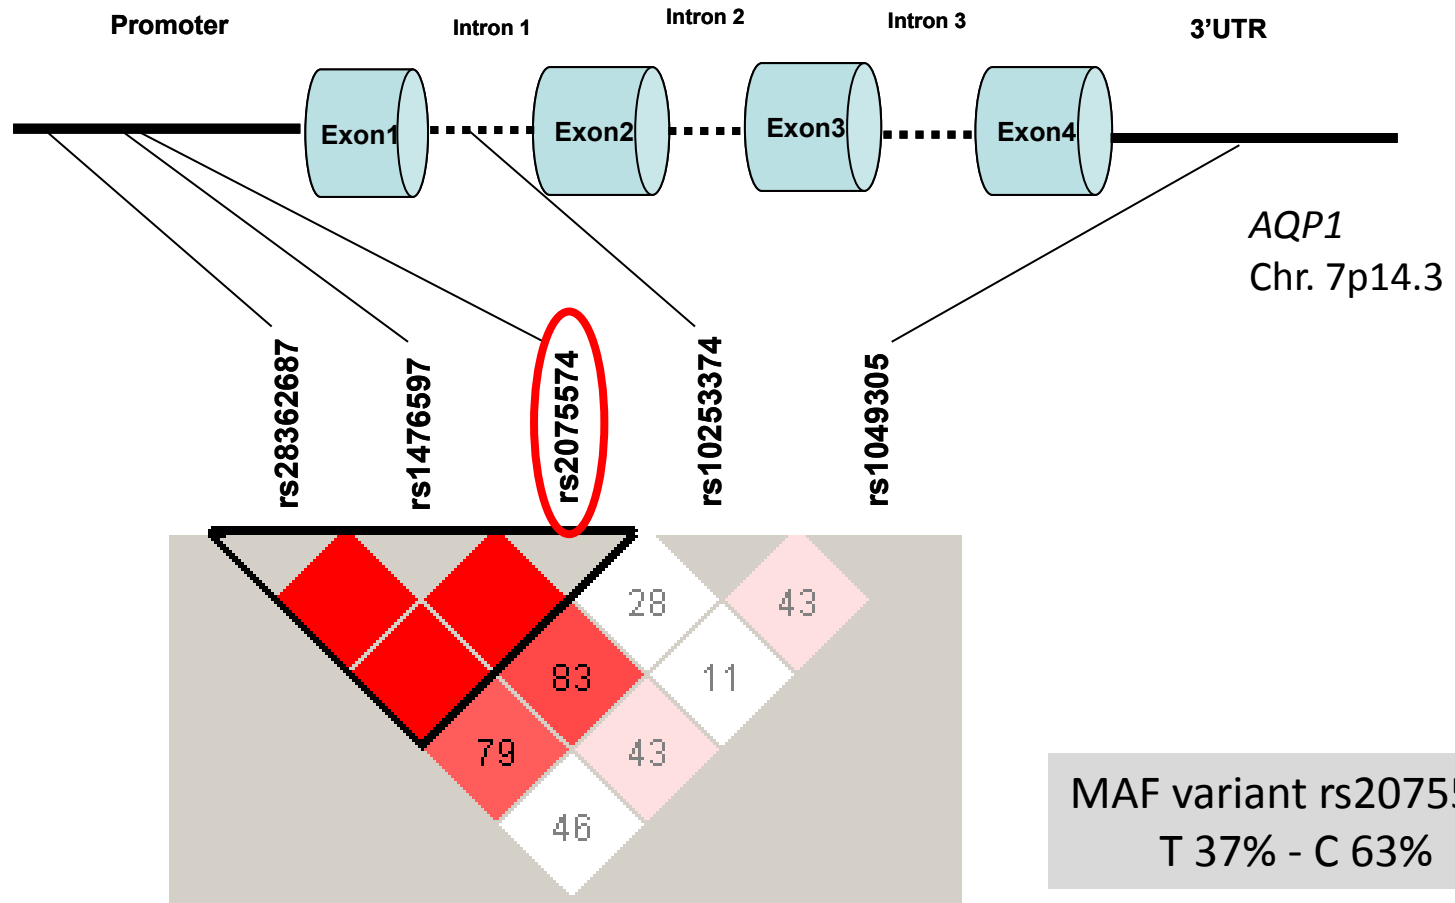 Promoter
Intron 1
Intron 2
Intron 3
3’UTR
Exon1
Exon2
Exon3
Exon4
AQP1
Chr. 7p14.3
rs28362687
rs1476597
rs2075574
rs10253374
rs1049305
28
43
83
11
79
43
46
MAF variant
T 37% - C 63%